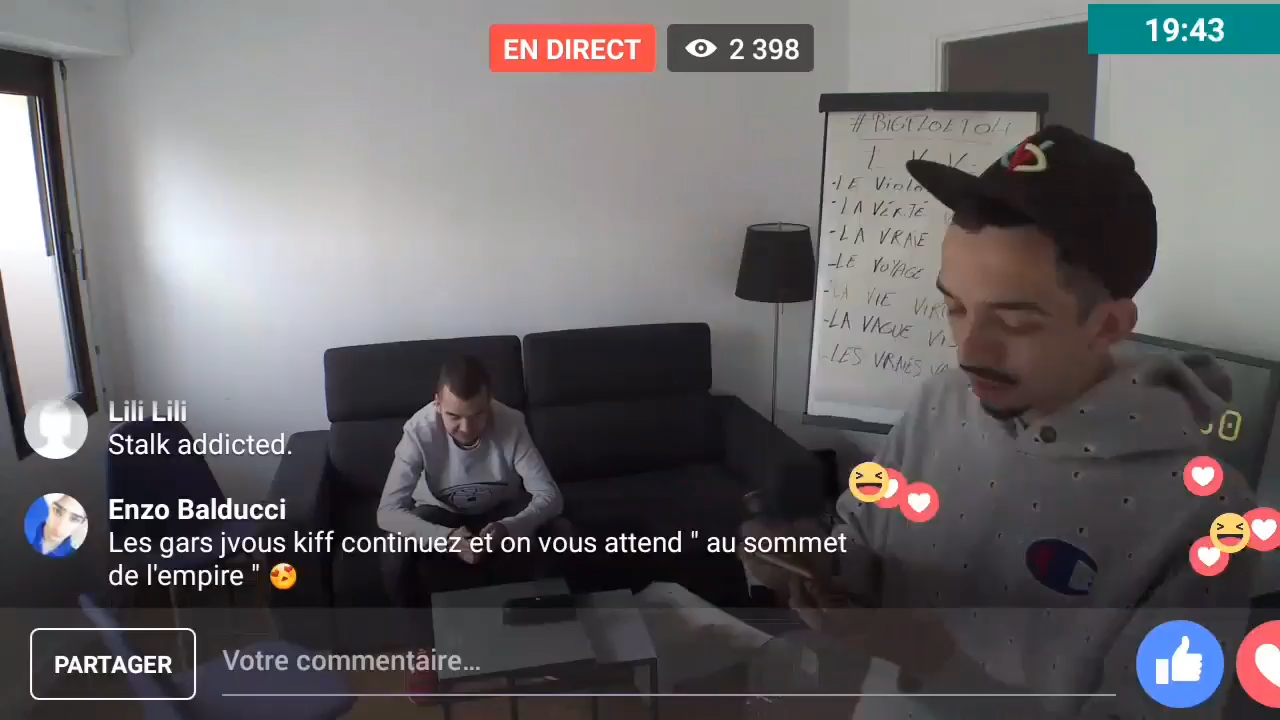 EN DIRECT
2 398
19:43
#BIGFLOETOLI
L V V
-LE
-LA VÉRITÉ
-LA VRAIE
-LE VOYAGE
-LA VIE
-LA VAGUE
-LES VRAIES
Lili Lili
Stalk addicted.
Enzo Balducci
Les gars jvous kiff continuez et on vous attend " au sommet
de l'empire " 😍
PARTAGER
Votre commentaire...